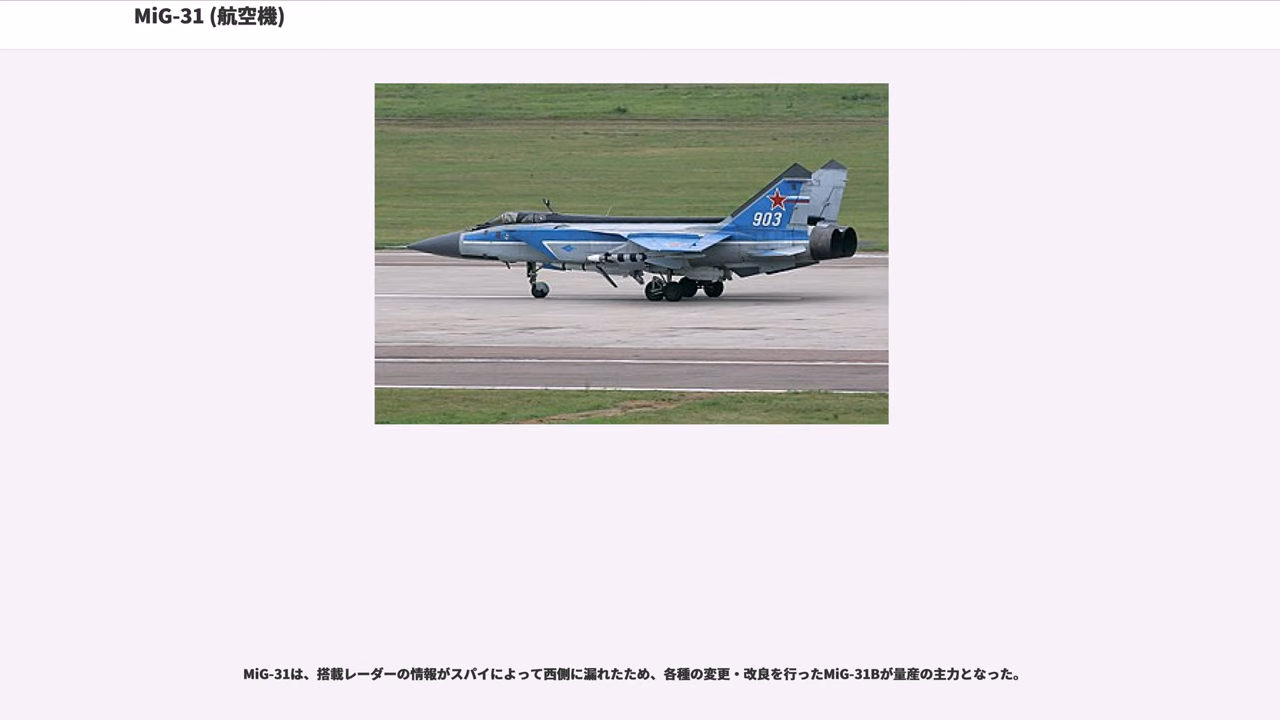 MiG-31 (航空機)
903
MiG-31は、搭載レーダーの情報がスパイによって西側に漏れたため、各種の変更・改良を行ったMiG-31Bが量産の主力となった。